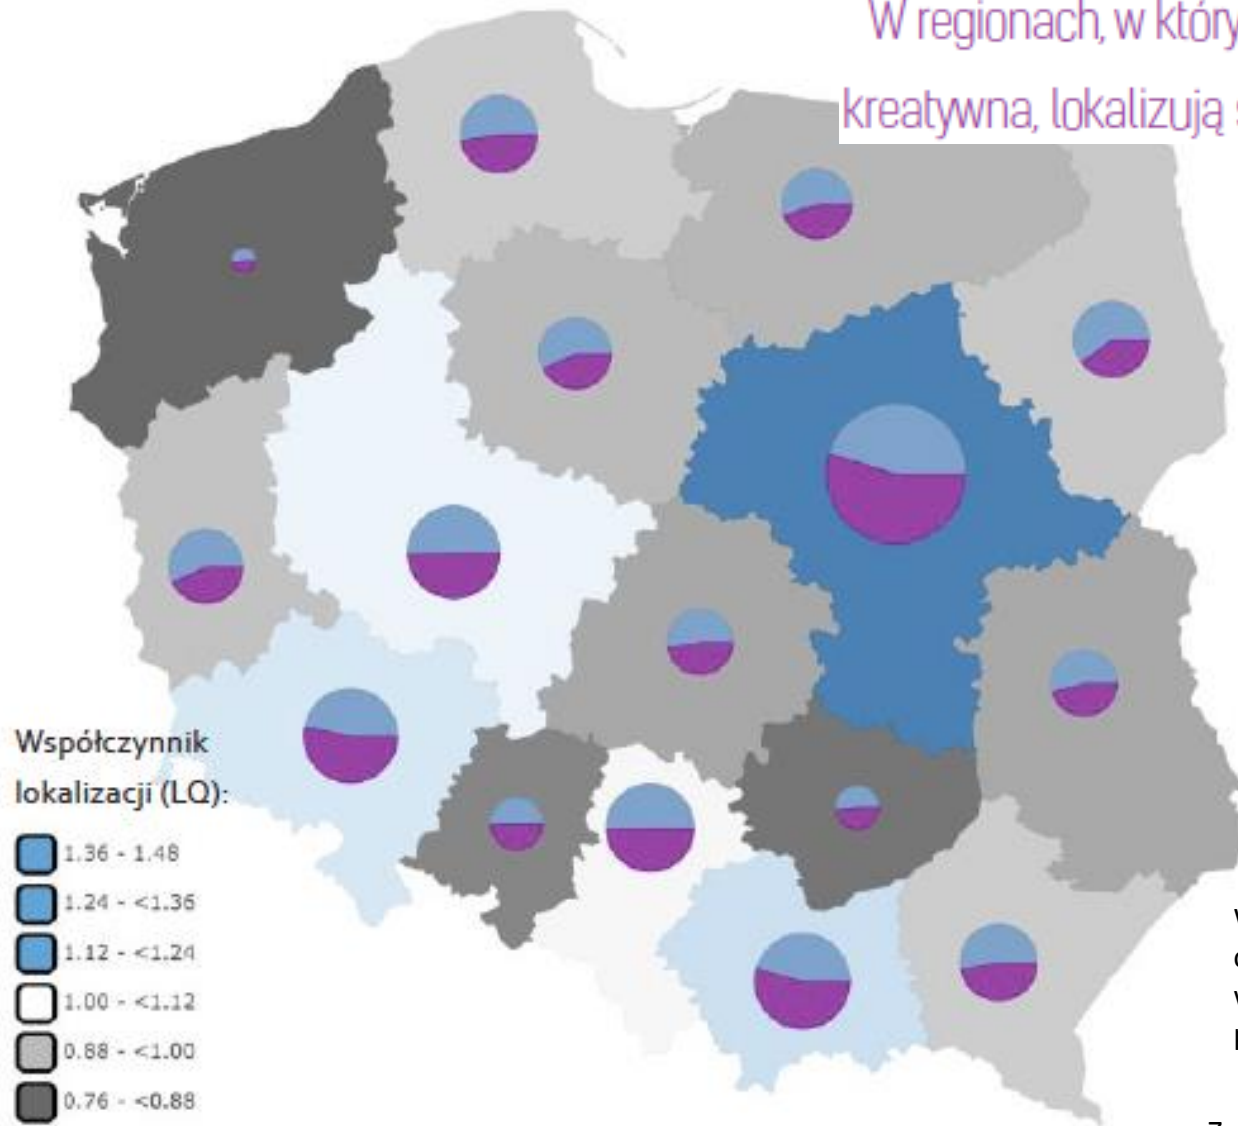 W regionach, w który
kreatywna, lokalizują
Współczynnik
lokalizacji (LQ):
1.36 - 1.48
1.24 - <1.36
1.12 - <1.24
1.00 - <1.12
0.88 - <1.00
0.76 - <0.88